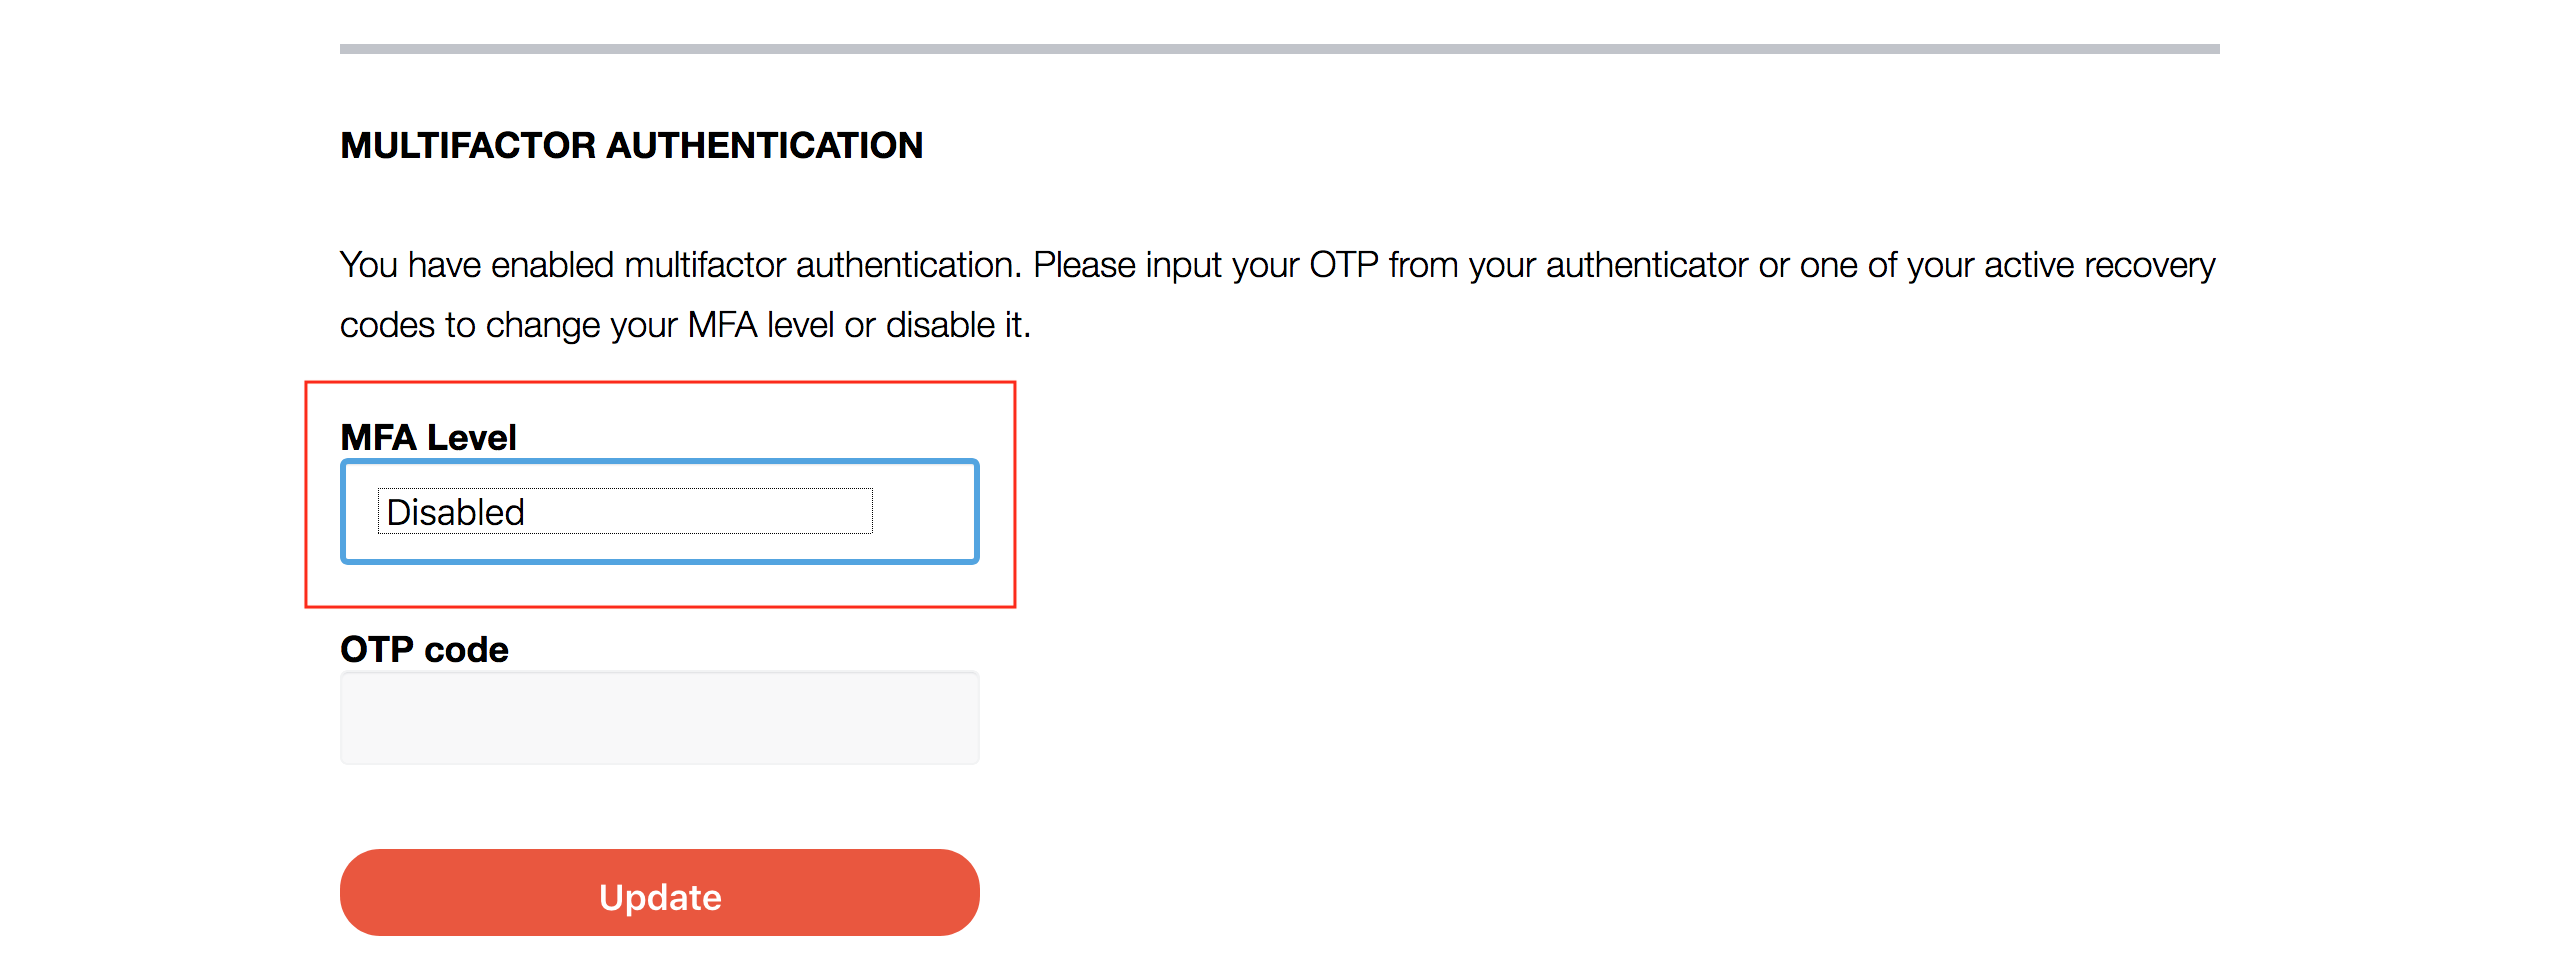 MULTIFACTOR AUTHENTICATION
You have enabled multifactor authentication. Please input your OTP from your authenticator or one of your active recovery
codes to change your MFA level or disable it.
MFA Level
Disabled
OTP code
Update